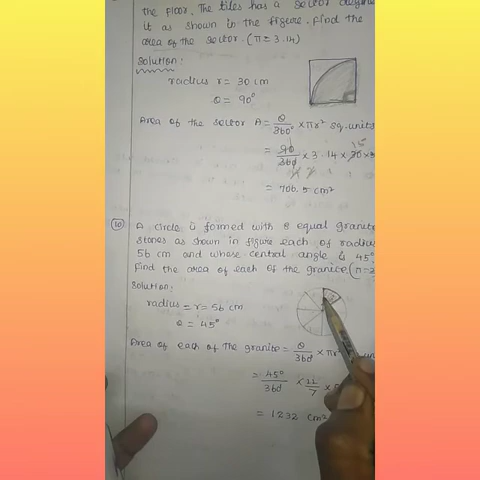 the floor. The tiles has a sector design
it as shown in the figure. find the
area of the sector. (π = 3.14)
Solution:
radius r = 30 cm
θ = 90°
Area of the sector A = θ/360° × πr² sq.units
= 90/360 × 3.14 × 30 ×
= 706.5 cm²
(10) A circle is formed with 8 equal granite
stones as shown in figure each of radius
56 cm and whose central angle is 45°
Find the area of each of the granite (π = 2
Solution:
radius = r = 56 cm
θ = 45°
Area of each of the granite = θ/360 × πr²
= 45°/360 × 22/7 ×
= 1232 cm²